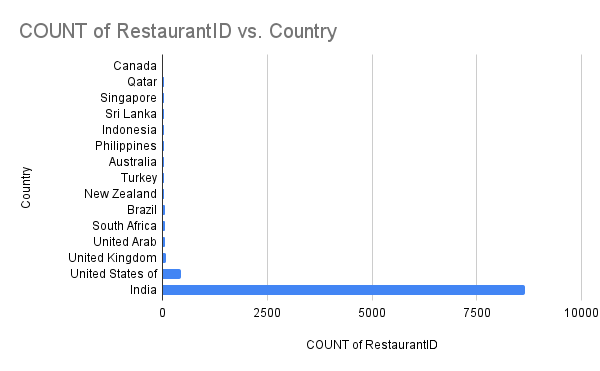 COUNT of RestaurantID vs. Country
Canada
Qatar
Singapore
Sri Lanka
Indonesia
Philippines
Australia
Turkey
New Zealand
Brazil
South Africa
United Arab
United Kingdom
United States of
India
Country
0 2500 5000 7500 10000
COUNT of RestaurantID